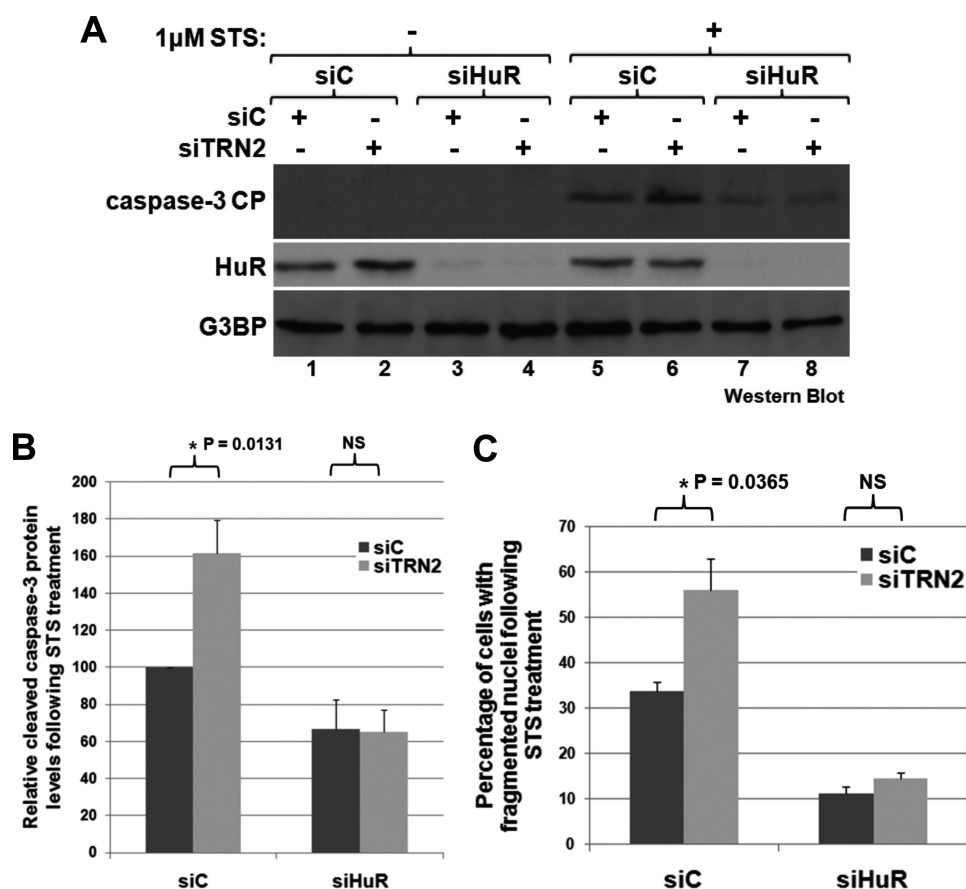 A
1µM STS: - +
siC siHuR siC siHuR
siC + - + - + - + -
siTRN2 - + - + - + - +
caspase-3 CP
HuR
G3BP
1 2 3 4 5 6 7 8
Western Blot
B
* P = 0.0131 NS
Relative cleaved caspase-3 protein
levels following STS treatment
200
180
160
140
120
100
80
60
40
20
0
siC
siTRN2
siC siHuR
C
* P = 0.0365 NS
Percentage of cells with
fragmented nuclei following
STS treatment
70
60
50
40
30
20
10
0
siC
siTRN2
siC siHuR